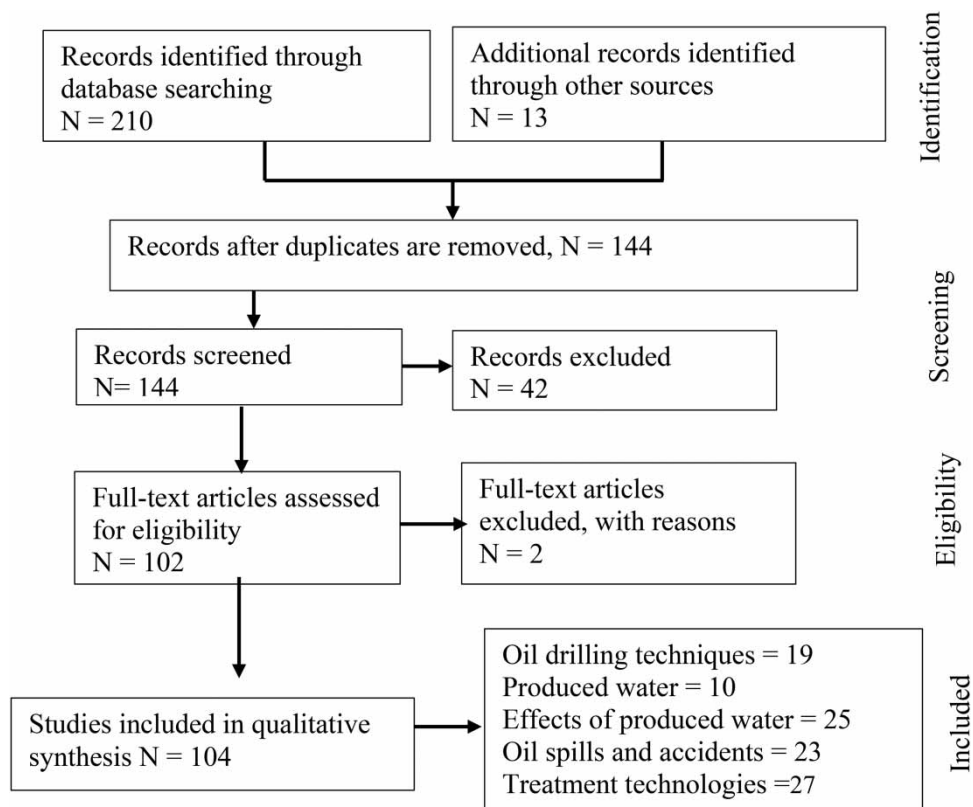 Records identified through
database searching
N = 210
Additional records identified
through other sources
N = 13
Identification
Records after duplicates are removed, N = 144
Records screened
N= 144
Records excluded
N = 42
Screening
Full-text articles assessed
for eligibility
N = 102
Full-text articles
excluded, with reasons
N = 2
Eligibility
Studies included in qualitative
synthesis N = 104
Oil drilling techniques = 19
Produced water = 10
Effects of produced water = 25
Oil spills and accidents = 23
Treatment technologies =27
Included